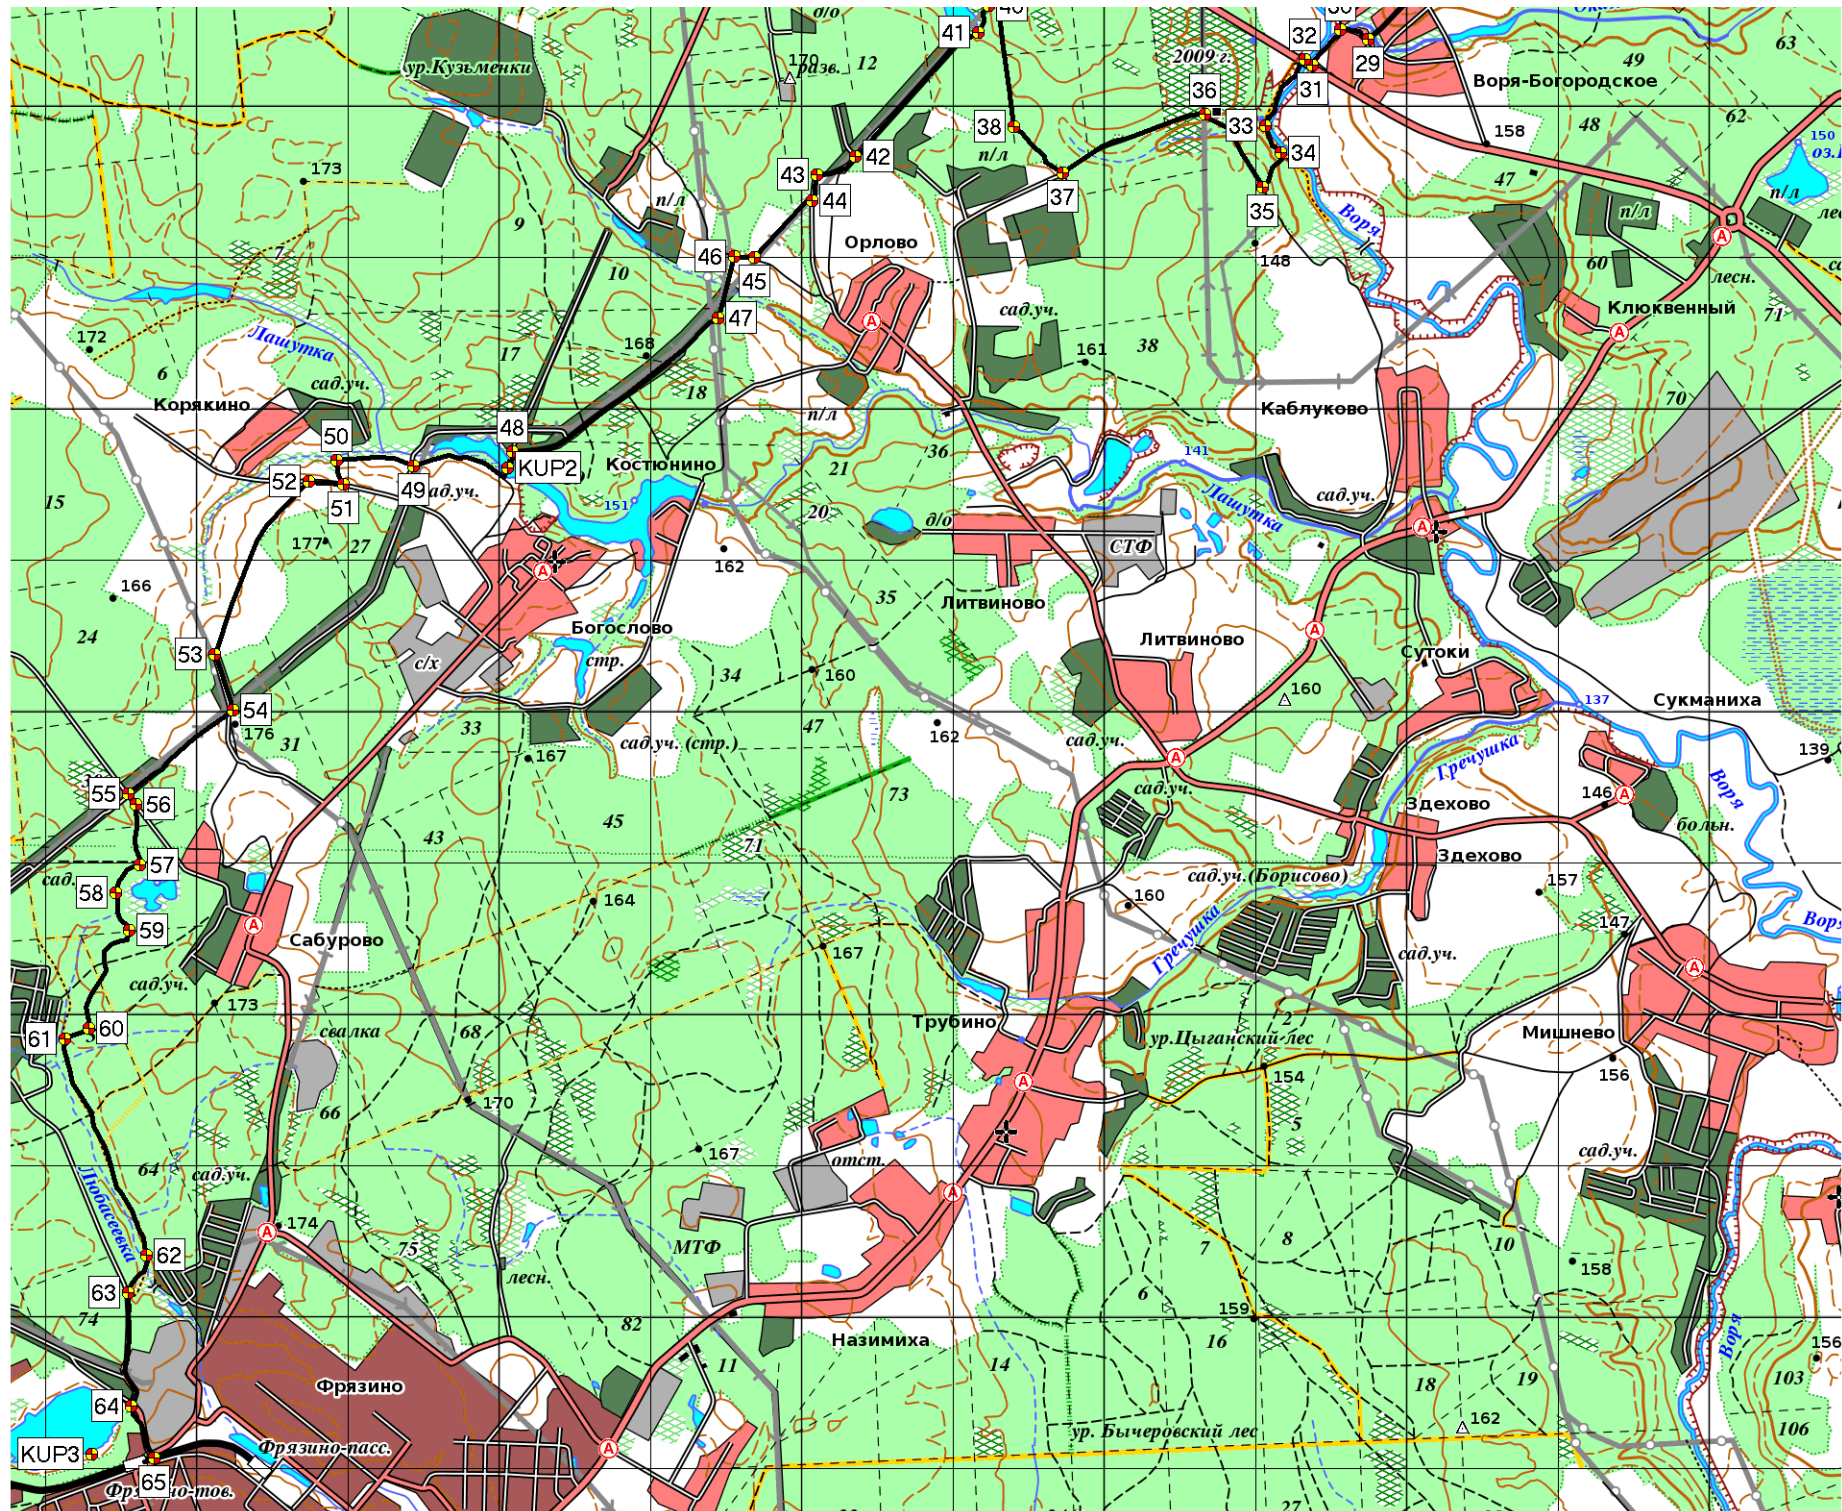 д/о
41
32
29
63
49
170
разв.
12
2009 г.
ур.Кузьменки
Воря-Богородское
31
36
38
33
62
48
158
150
42
п/л
34
173
43
37
47
п/л
44
35
п/л
п/л
9
Орлово
Воря
7
46
148
10
45
60
лесн.
47
сад.уч.
Клюквенный
71
172
Лашутка
17
168
161
38
6
сад.уч.
18
Корякино
п/л
Каблуково
70
50
48
36
141
52
KUP2
Костюнино
21
51
49
сад.уч.
15
151
20
д/о
Лашутка
сад.уч.
177
27
162
СТФ
166
35
Литвиново
24
Богослово
Литвиново
53
с/х
стр.
34
160
Сутоки
160
137
Сукманиха
54
176
31
33
сад.уч. (стр.)
47
162
сад.уч.
Гречушка
139
167
55
56
сад.уч.
73
Здехово
146
Воря
43
45
71
больн.
57
Здехово
сад.
58
сад.уч.(Борисово)
157
164
160
59
Сабурово
167
Гречушка
сад.уч.
147
Воря
сад.уч.
173
60
61
свалка
68
Трубино
2
ур.Цыганский-лес
Мишнево
154
156
66
170
5
64
сад.уч.
167
отст.
сад.уч.
Любасеевка
174
62
75
МТФ
7
8
10
лесн.
158
63
6
74
82
159
Назимиха
16
Воря
11
14
156
Фрязино
18
19
103
64
ур. Бычеровский лес
162
106
KUP3
Фрязино-пасс.
65
27